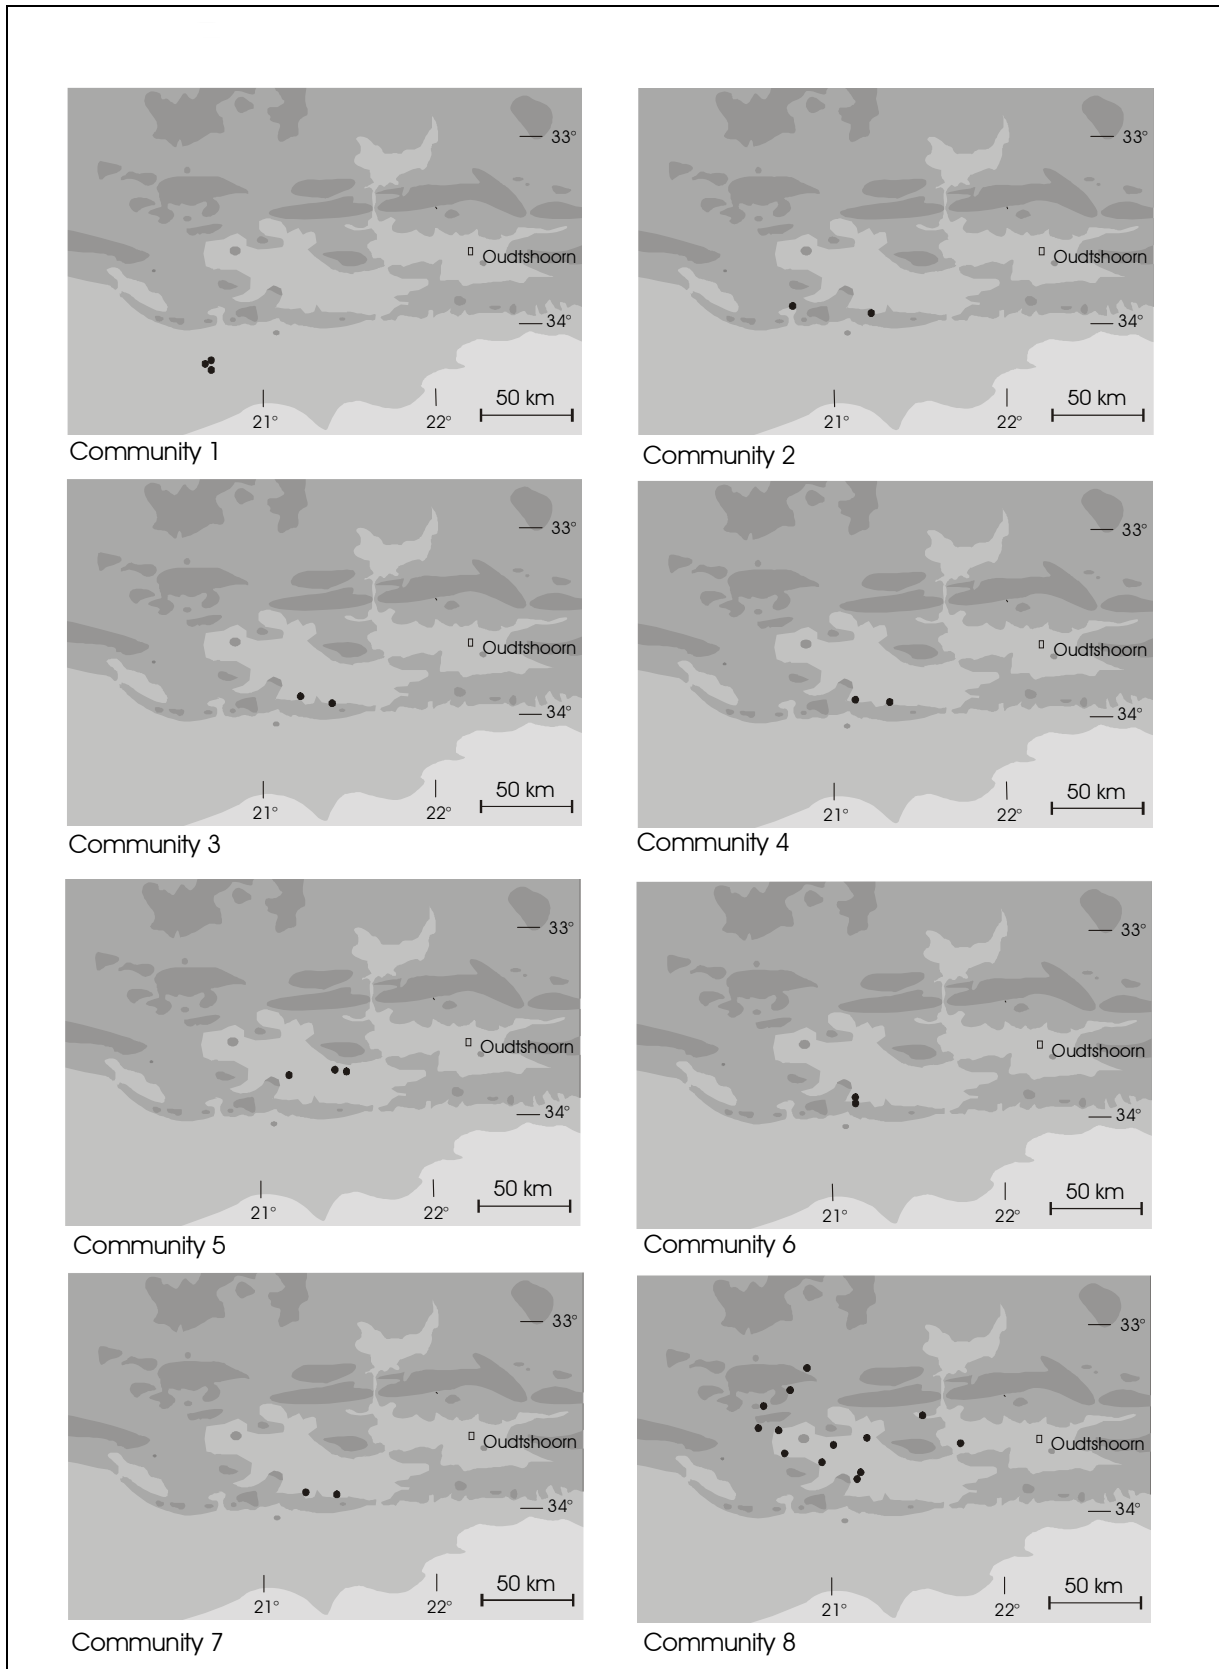 33°
Oudtshoorn
34°
50 km
21°
22°
Community 1
33°
Oudtshoorn
34°
50 km
21°
22°
Community 2
33°
Oudtshoorn
34°
50 km
21°
22°
Community 3
33°
Oudtshoorn
34°
50 km
21°
22°
Community 4
33°
Oudtshoorn
34°
50 km
21°
22°
Community 5
33°
Oudtshoorn
34°
50 km
21°
22°
Community 6
33°
Oudtshoorn
34°
50 km
21°
22°
Community 7
33°
Oudtshoorn
34°
50 km
21°
22°
Community 8